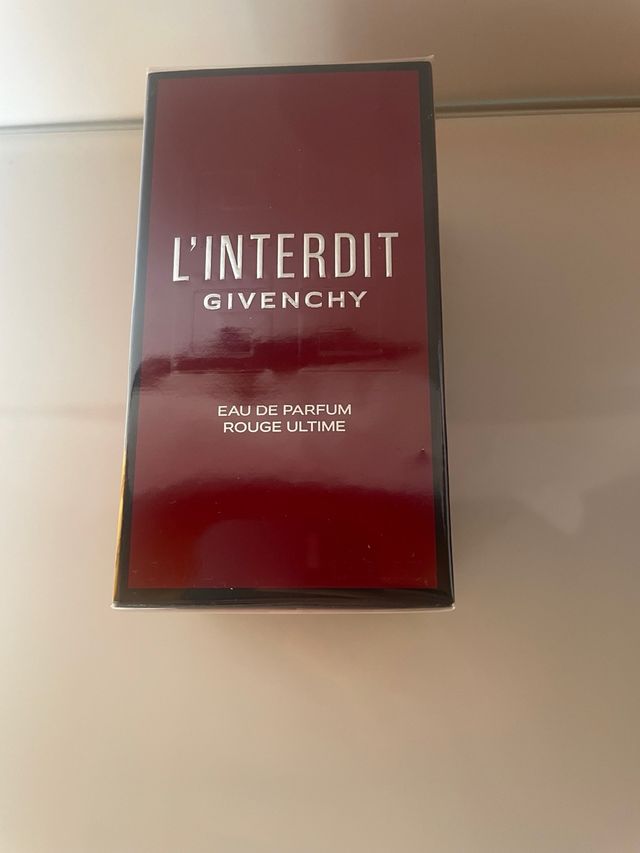 L'INTERDIT
GIVENCHY
EAU DE PARFUM
ROUGE ULTIME